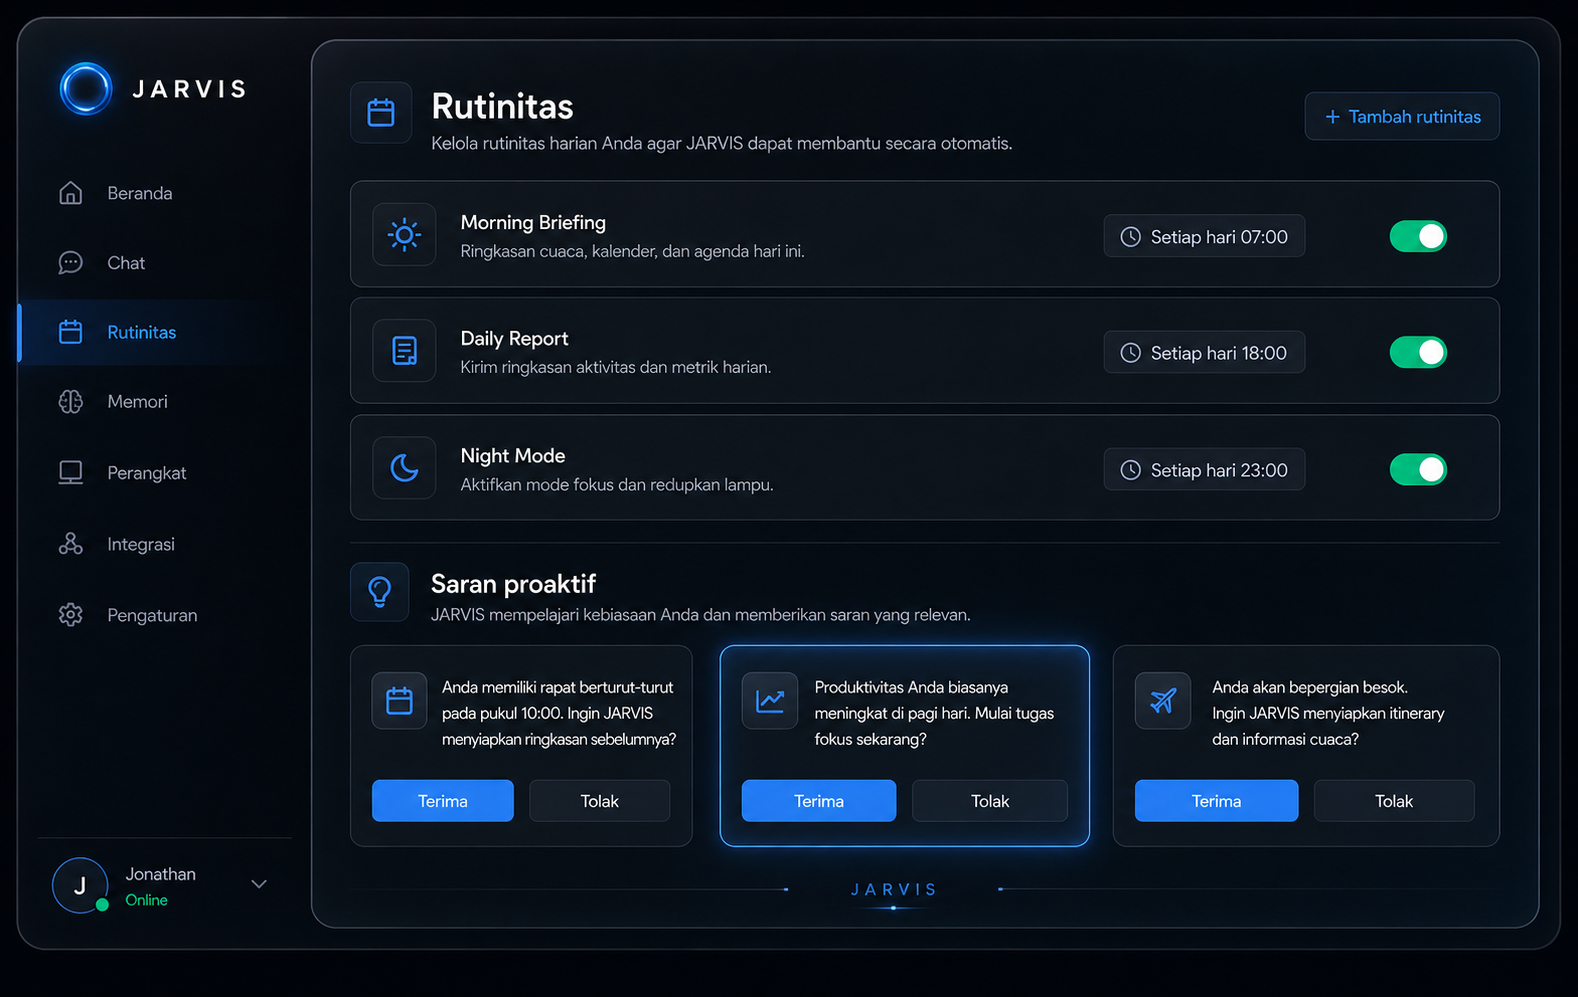 JARVIS
Beranda
Chat
Rutinitas
Memori
Perangkat
Integrasi
Pengaturan
J
Jonathan
Online
Rutinitas
Kelola rutinitas harian Anda agar JARVIS dapat membantu secara otomatis.
+ Tambah rutinitas
Morning Briefing
Ringkasan cuaca, kalender, dan agenda hari ini.
Setiap hari 07:00
Daily Report
Kirim ringkasan aktivitas dan metrik harian.
Setiap hari 18:00
Night Mode
Aktifkan mode fokus dan redupkan lampu.
Setiap hari 23:00
Saran proaktif
JARVIS mempelajari kebiasaan Anda dan memberikan saran yang relevan.
Anda memiliki rapat berturut-turut
pada pukul 10:00. Ingin JARVIS
menyiapkan ringkasan sebelumnya?
Terima
Tolak
Produktivitas Anda biasanya
meningkat di pagi hari. Mulai tugas
fokus sekarang?
Terima
Tolak
Anda akan bepergian besok.
Ingin JARVIS menyiapkan itinerary
dan informasi cuaca?
Terima
Tolak
JARVIS